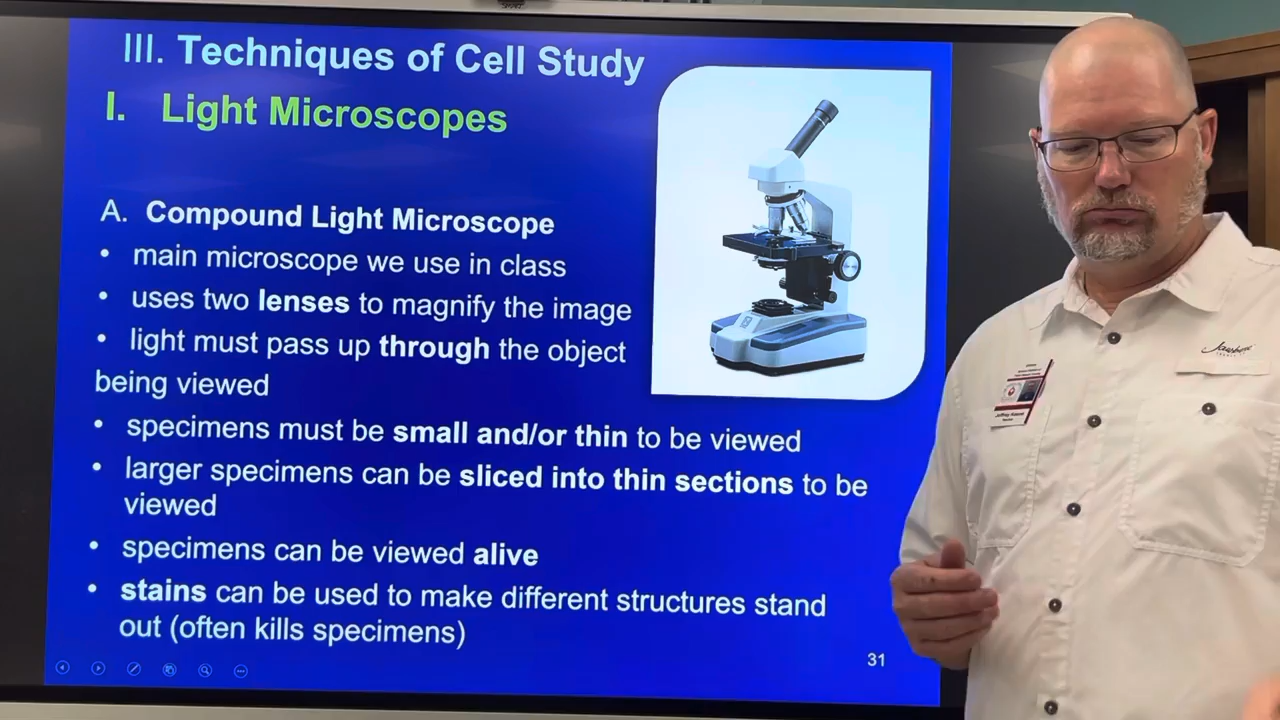 III. Techniques of Cell Study
I. Light Microscopes
A. Compound Light Microscope
• main microscope we use in class
• uses two lenses to magnify the image
• light must pass up through the object
being viewed
• specimens must be small and/or thin to be viewed
• larger specimens can be sliced into thin sections to be
viewed
• specimens can be viewed alive
• stains can be used to make different structures stand
out (often kills specimens)
31